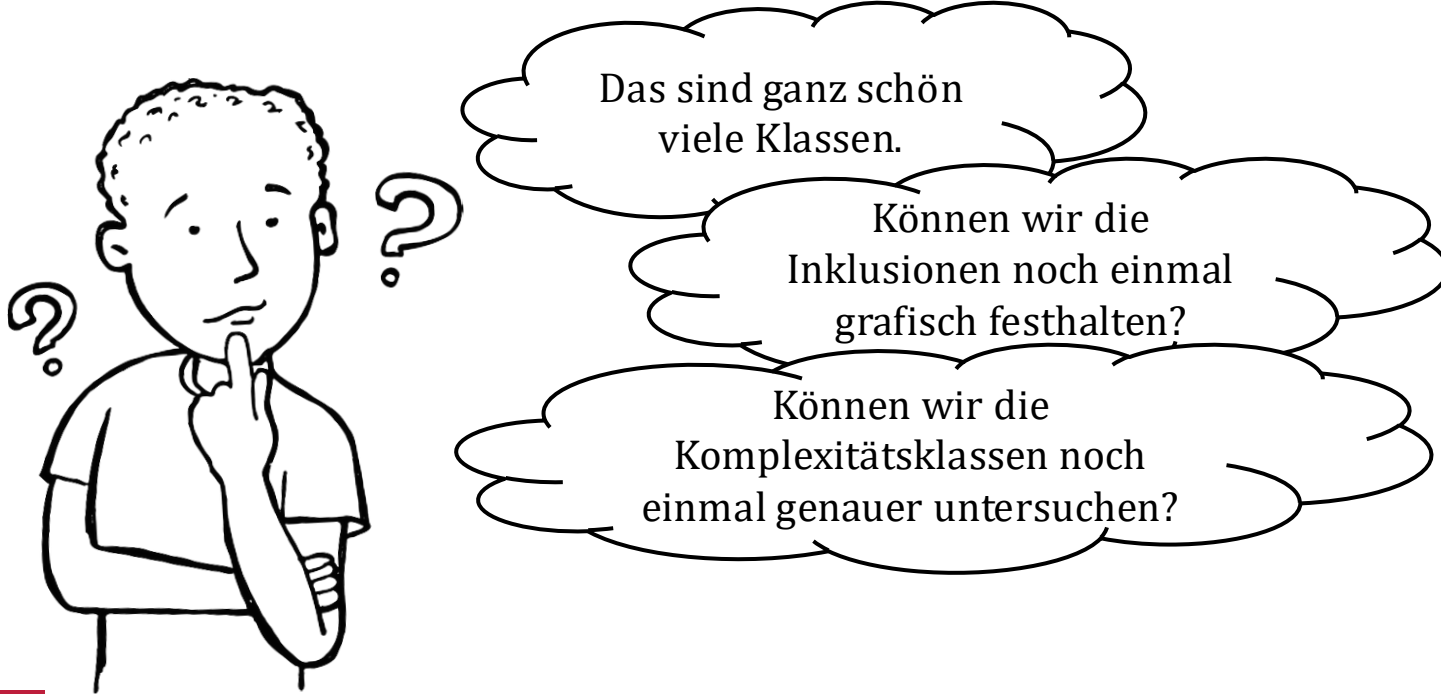 Das sind ganz schön
viele Klassen.
Können wir die
Inklusionen noch einmal
grafisch festhalten?
Können wir die
Komplexitätsklassen noch
einmal genauer untersuchen?
? 
?